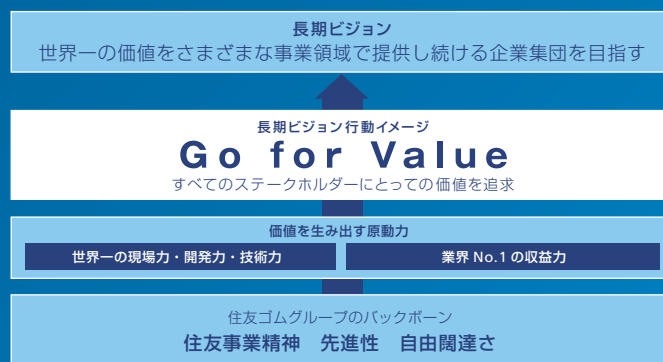 長期ビジョン
世界一の価値をさまざまな事業領域で提供し続ける企業集団を目指す
長期ビジョン行動イメージ
Go for Value
すべてのステークホルダーにとっての価値を追求
価値を生み出す原動力
世界一の現場力・開発力・技術力
業界 No.1 の収益力
住友ゴムグループのバックボーン
住友事業精神 先進性 自由闊達さ